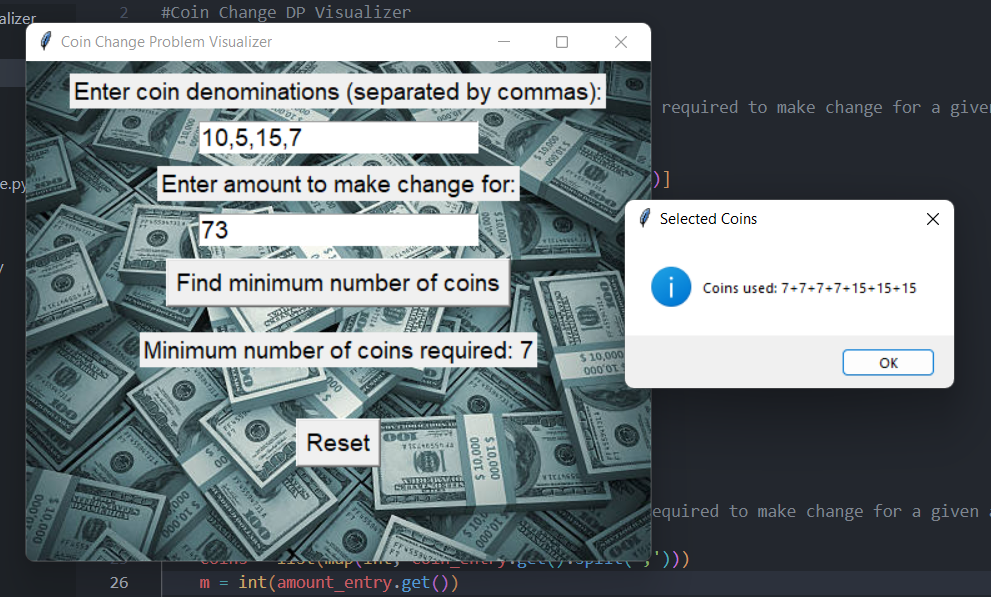 alizer
2 #Coin Change DP Visualizer
Coin Change Problem Visualizer
Enter coin denominations (separated by commas):
required to make change for a given
10,5,15,7
e.py
)]
Enter amount to make change for:
73
Selected Coins
Find minimum number of coins
Coins used: 7+7+7+7+15+15+15
Minimum number of coins required: 7
OK
Reset
$ 10,000
equired to make change for a given
coins = list(map(int, coin_entry.get().split(',')))
26 m = int(amount_entry.get())